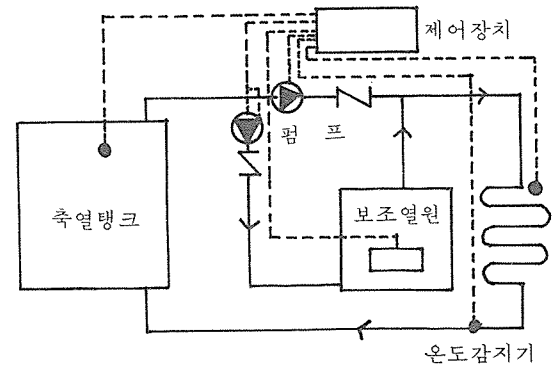 제어장치
펌 프
보조열원
축열탱크
온도감지기